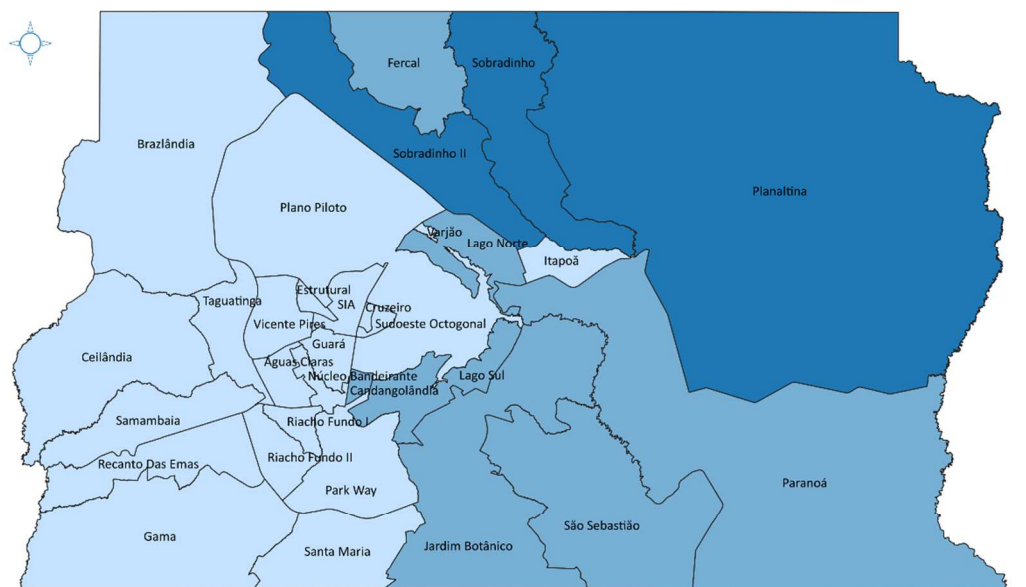 Fercal
Sobradinho
Brazlândia
Sobradinho II
Planaltina
Plano Piloto
Varjão
Lago Norte
Itapoã
Estrutural
Taguatinga
SIA
Cruzeiro
Vicente Pires
Sudoeste Octogonal
Guará
Ceilândia
Águas Claras
Núcleo Bandeirante
Lago Sul
Candangolândia
Samambaia
Riacho Fundo I
Recanto Das Emas
Riacho Fundo II
Paranoá
Park Way
São Sebastião
Gama
Santa Maria
Jardim Botânico